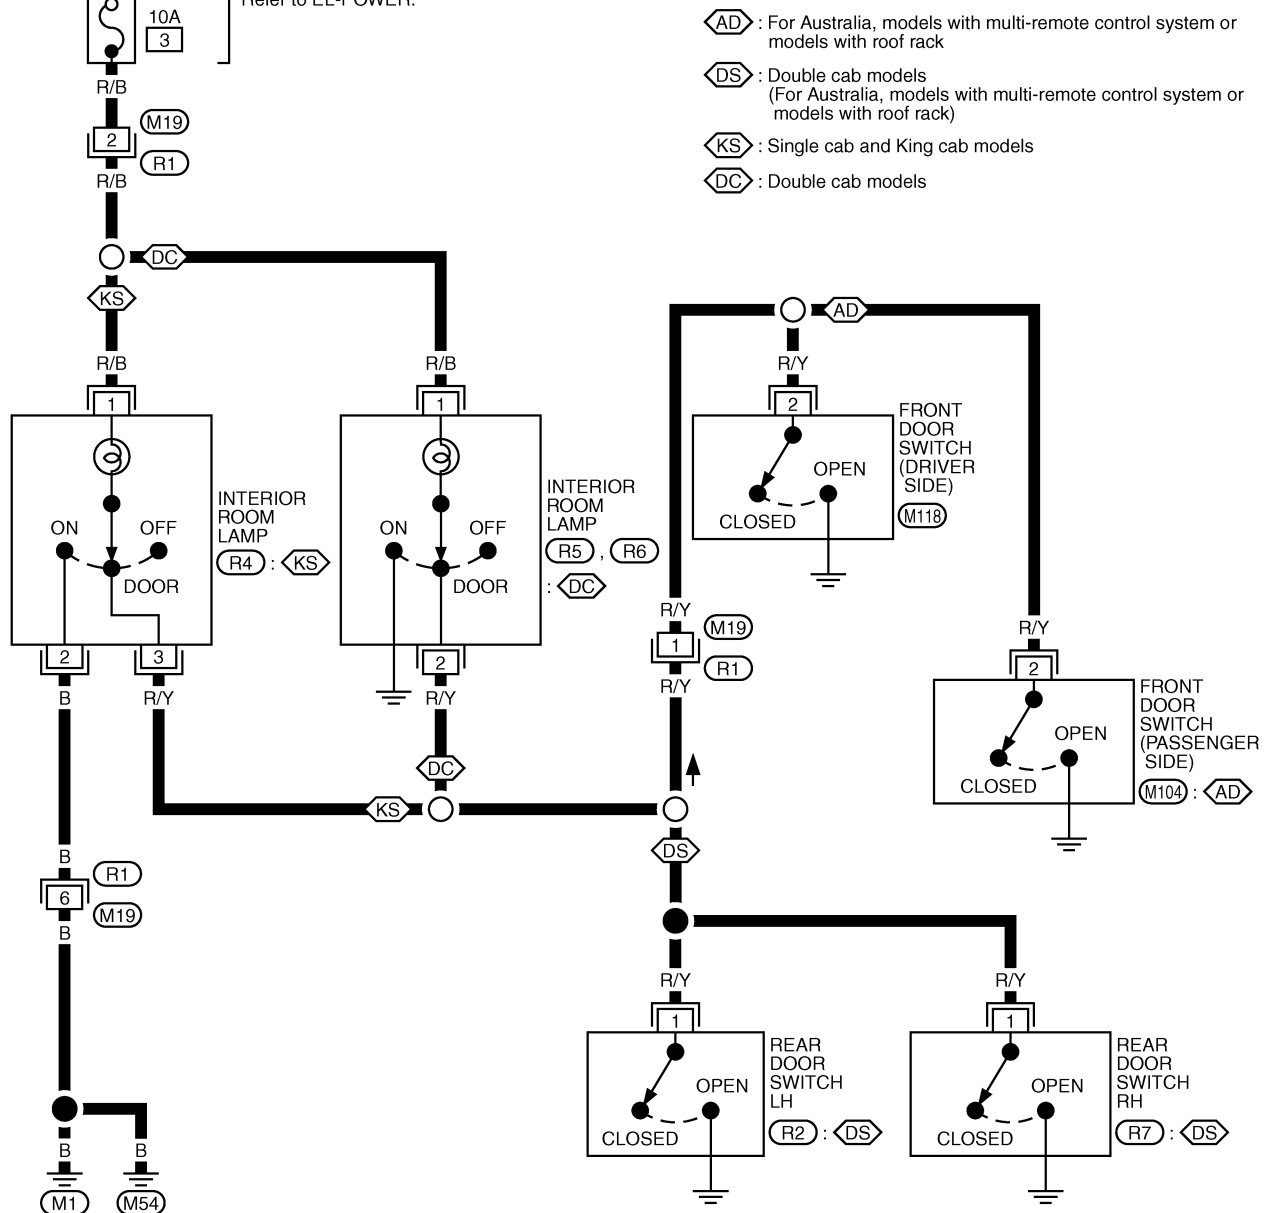 Refer to EL-POWER.
10A
3
AD : For Australia, models with multi-remote control system or
models with roof rack
DS : Double cab models
(For Australia, models with multi-remote control system or
models with roof rack)
KS : Single cab and King cab models
DC : Double cab models
R/B
M19
2
R1
R/B
DC
KS
AD
R/B
R/B
R/Y
1
1
2
FRONT
DOOR
SWITCH
(DRIVER
SIDE)
M118
OPEN
CLOSED
INTERIOR
ROOM
LAMP
R4 : KS
ON
OFF
DOOR
INTERIOR
ROOM
LAMP
R5 , R6
: DC
ON
OFF
DOOR
R/Y
M19
1
R1
R/Y
R/Y
2
2
3
2
B
R/Y
R/Y
FRONT
DOOR
SWITCH
(PASSENGER
SIDE)
M104 : AD
OPEN
CLOSED
DC
KS
DS
B
R1
6
M19
B
R/Y
R/Y
1
1
REAR
DOOR
SWITCH
LH
R2 : DS
OPEN
CLOSED
REAR
DOOR
SWITCH
RH
R7 : DS
OPEN
CLOSED
B
B
M1
M54